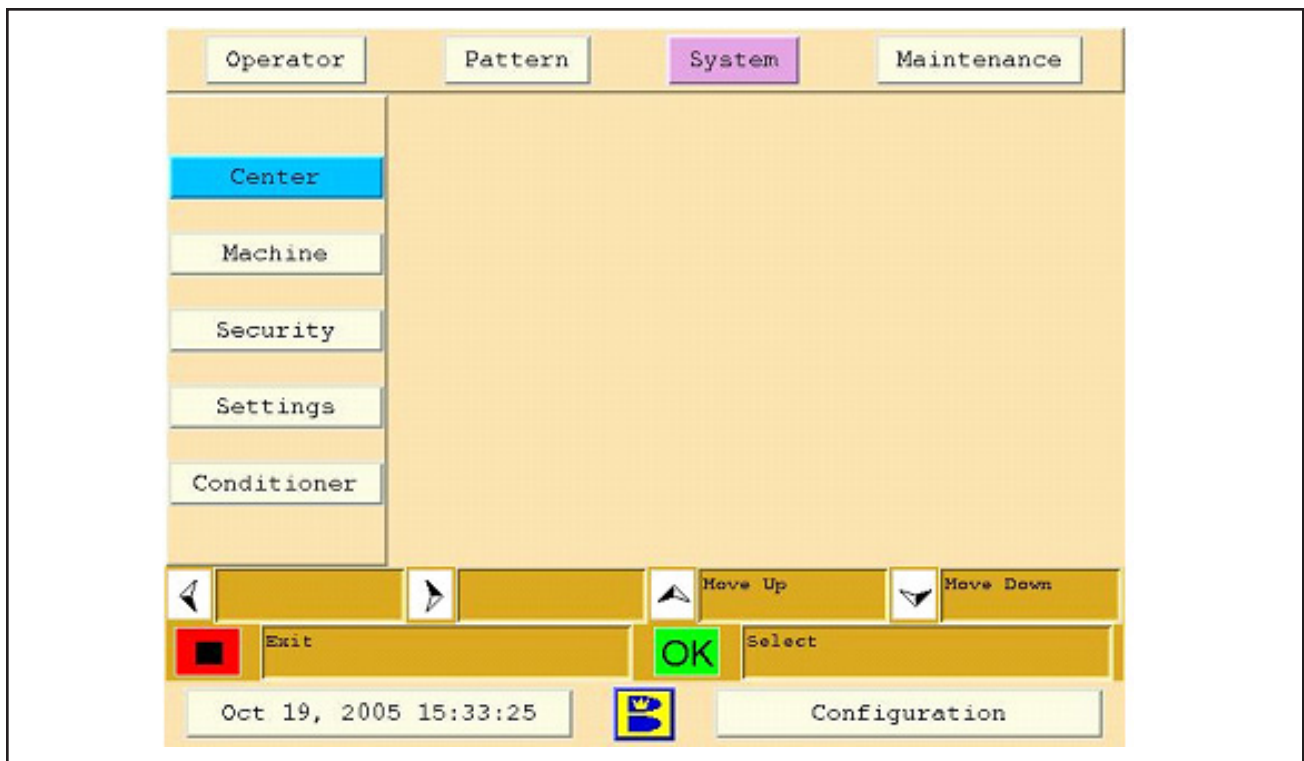 Operator Pattern System Maintenance
Center
Machine
Security
Settings
Conditioner
Move Up Move Down
Exit OK Select
Oct 19, 2005 15:33:25 Configuration